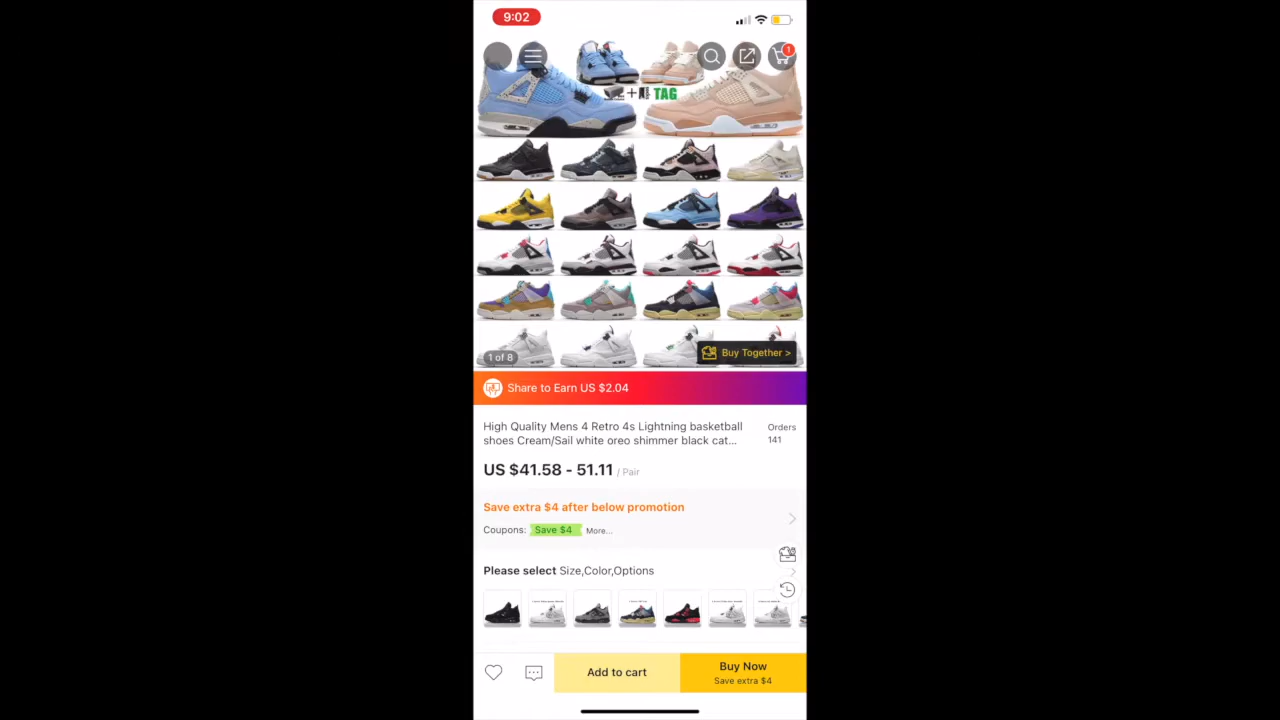 9:02
1
+ TAG
1 of 8
Buy Together >
Share to Earn US $2.04
High Quality Mens 4 Retro 4s Lightning basketball
shoes Cream/Sail white oreo shimmer black cat...
Orders
141
US $41.58 - 51.11 / Pair
Save extra $4 after below promotion
Coupons: Save $4 More...
Please select Size,Color,Options
Add to cart
Buy Now
Save extra $4